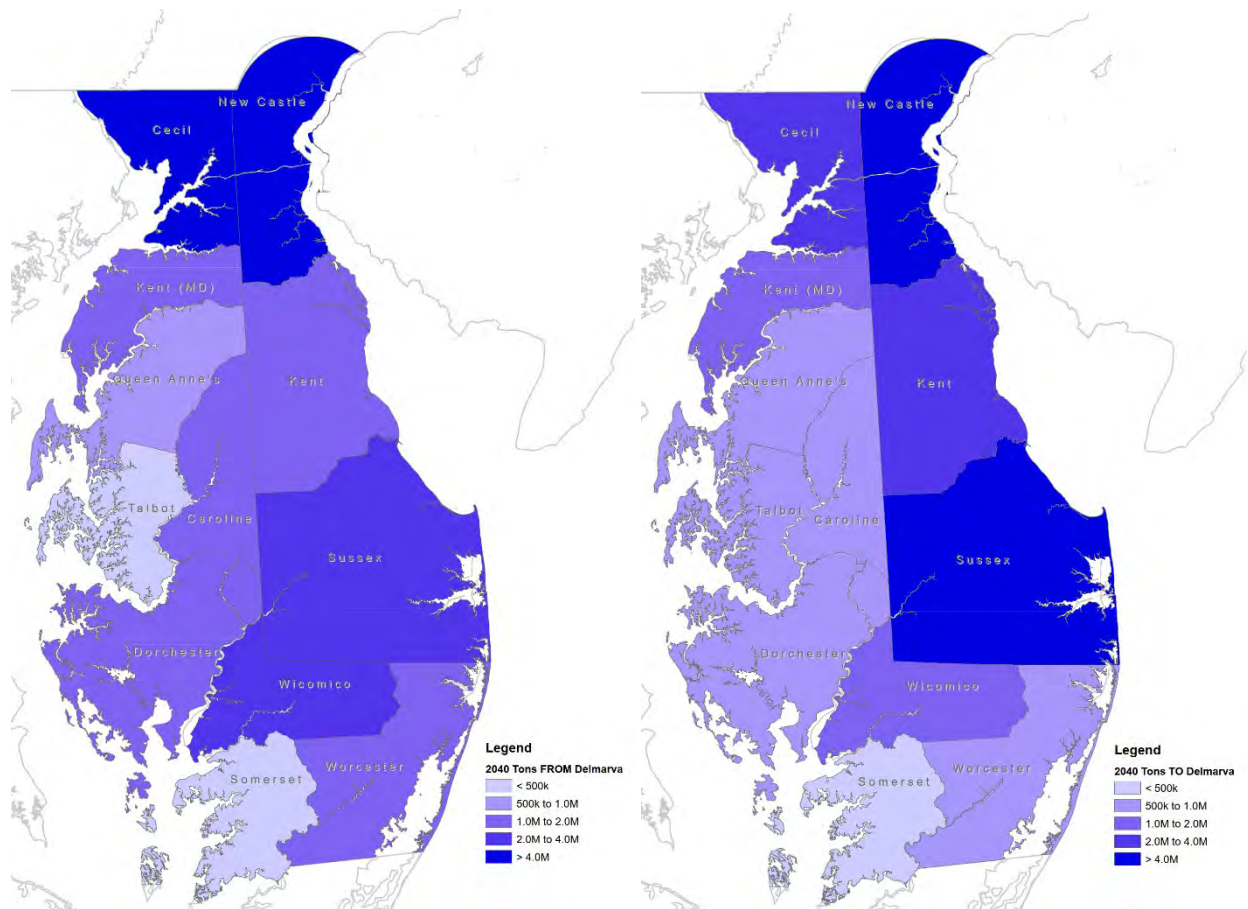 New Castle
Cecil
Kent (MD)
Queen Anne's
Kent
Talbot
Caroline
Sussex
Dorchester
Wicomico
Somerset
Worcester
Legend
2040 Tons FROM Delmarva
< 500k
500k to 1.0M
1.0M to 2.0M
2.0M to 4.0M
> 4.0M
New Castle
Cecil
Kent (MD)
Queen Anne's
Kent
Talbot
Caroline
Sussex
Dorchester
Wicomico
Somerset
Worcester
Legend
2040 Tons TO Delmarva
< 500k
500k to 1.0M
1.0M to 2.0M
2.0M to 4.0M
> 4.0M